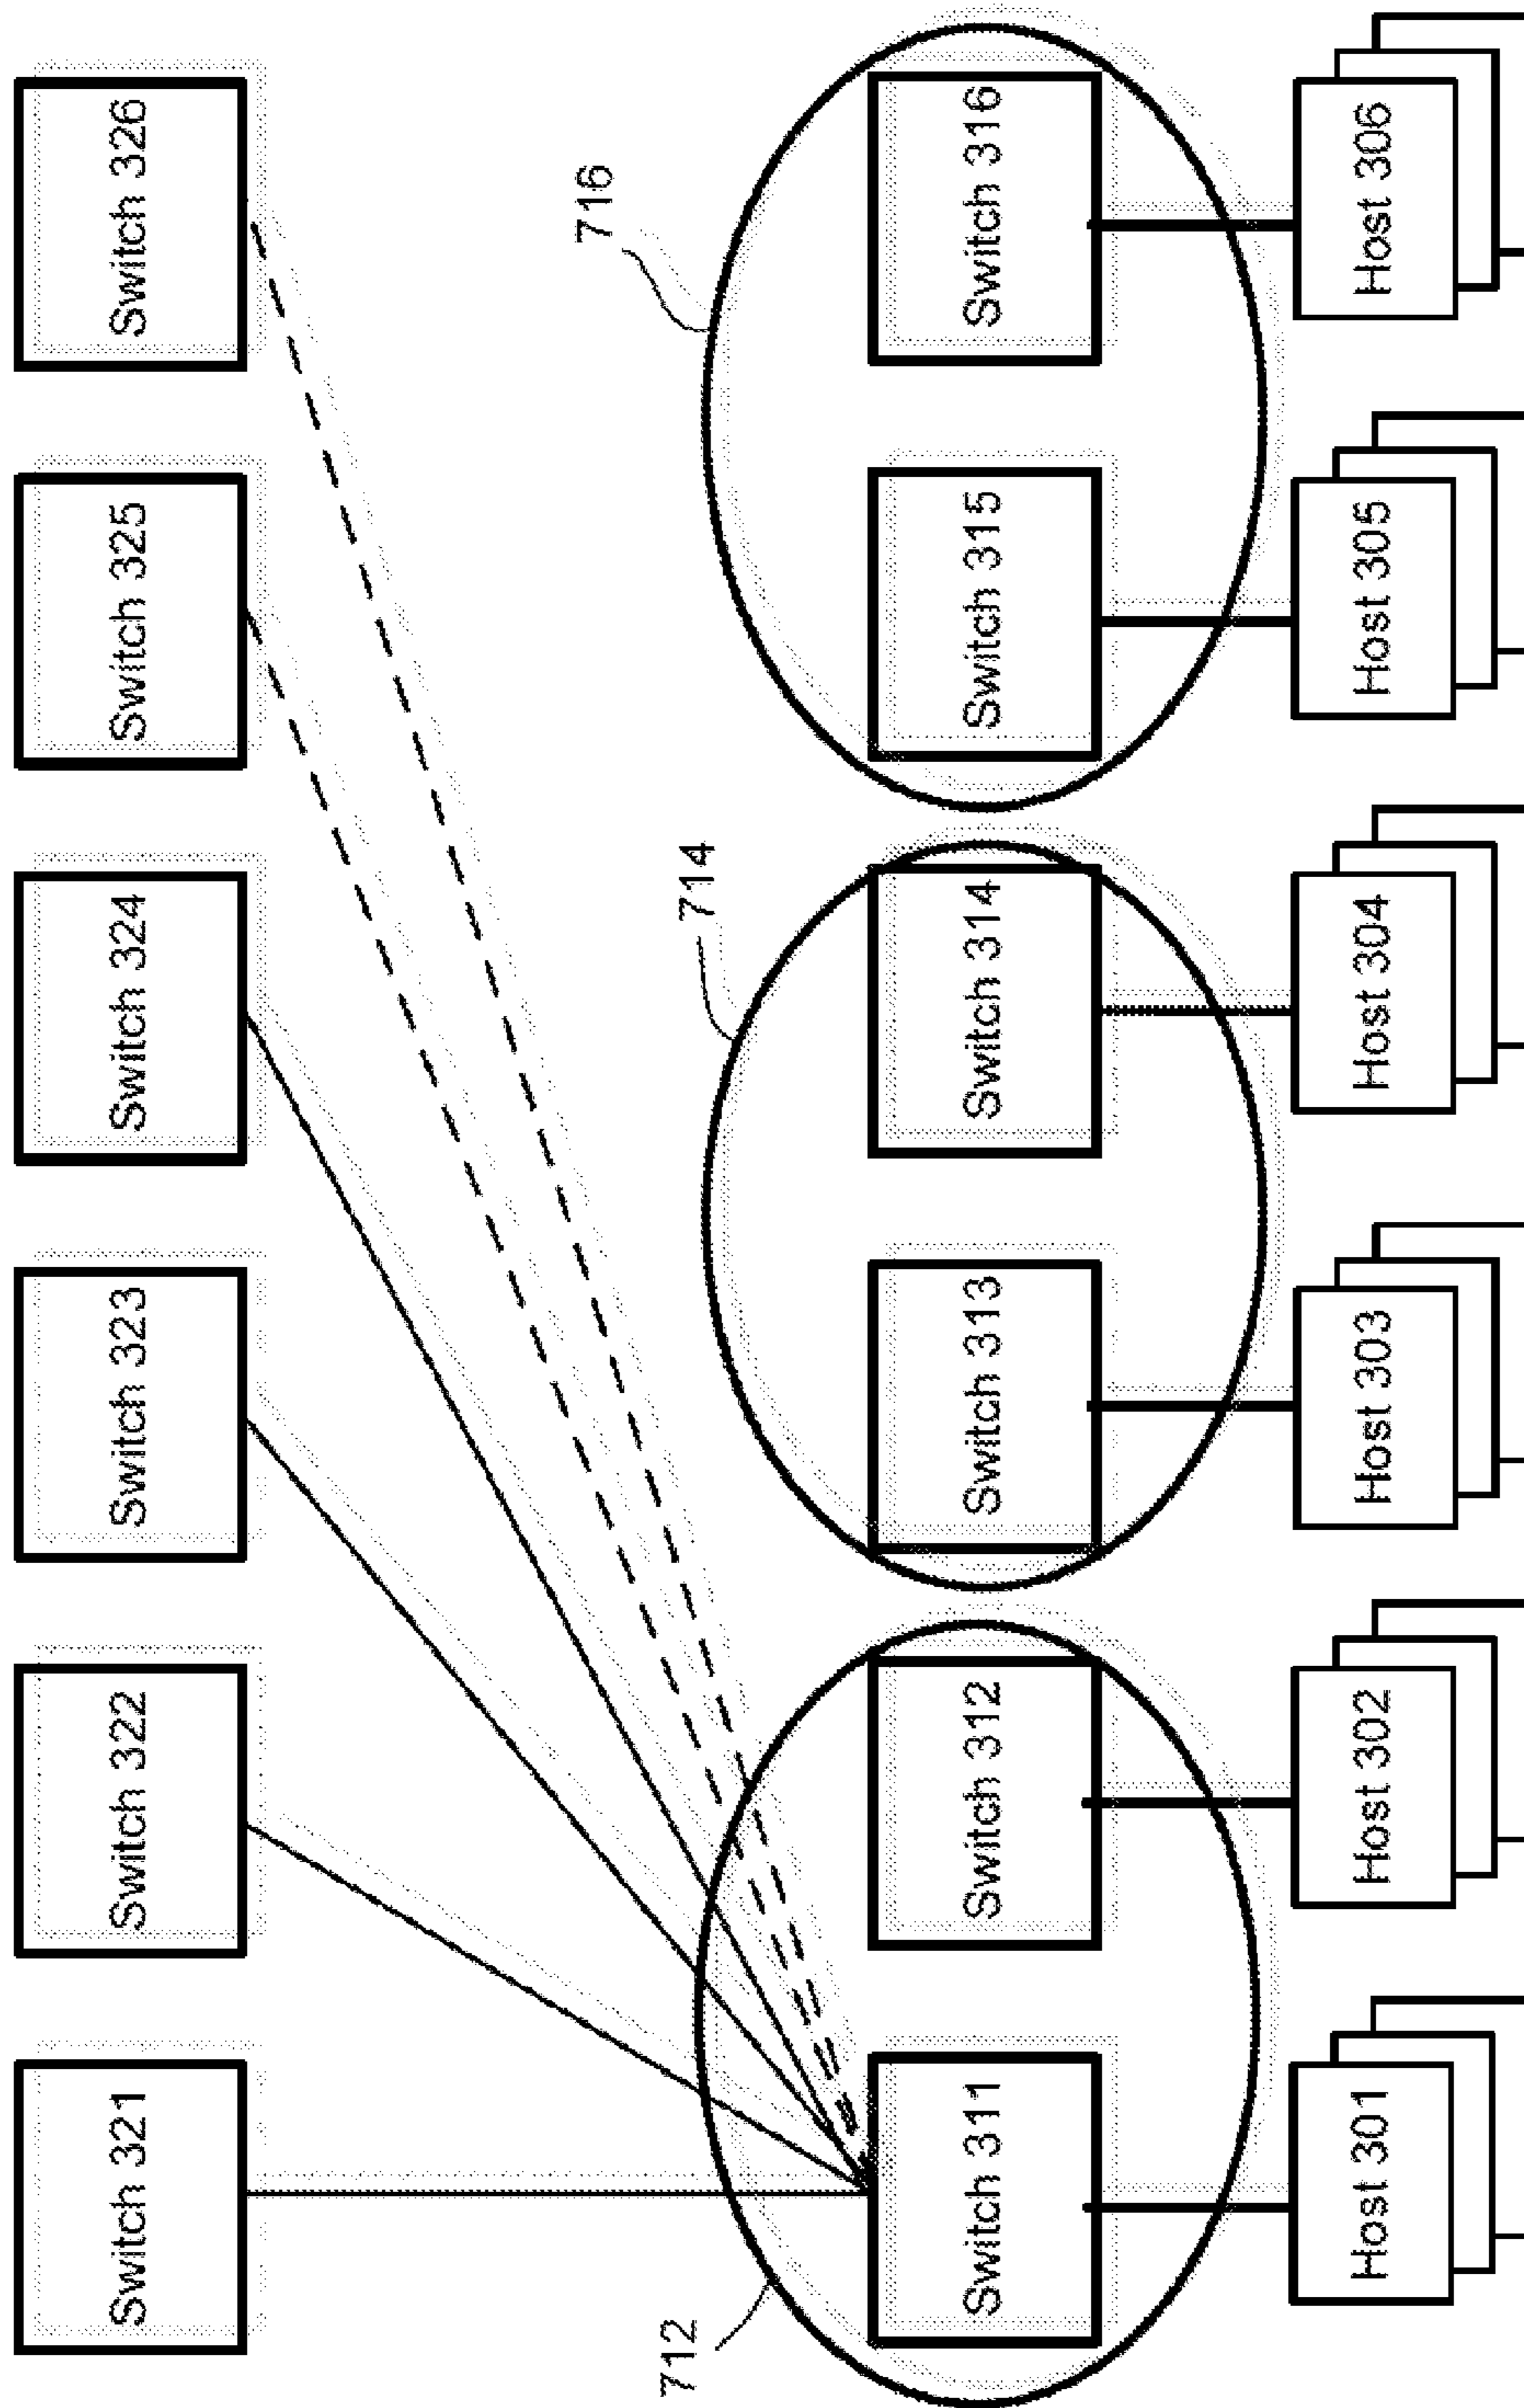 Switch 321
Switch 322
Switch 323
Switch 324
Switch 325
Switch 326
712
714
716
Switch 311
Switch 312
Switch 313
Switch 314
Switch 315
Switch 316
Host 301
Host 302
Host 303
Host 304
Host 305
Host 306